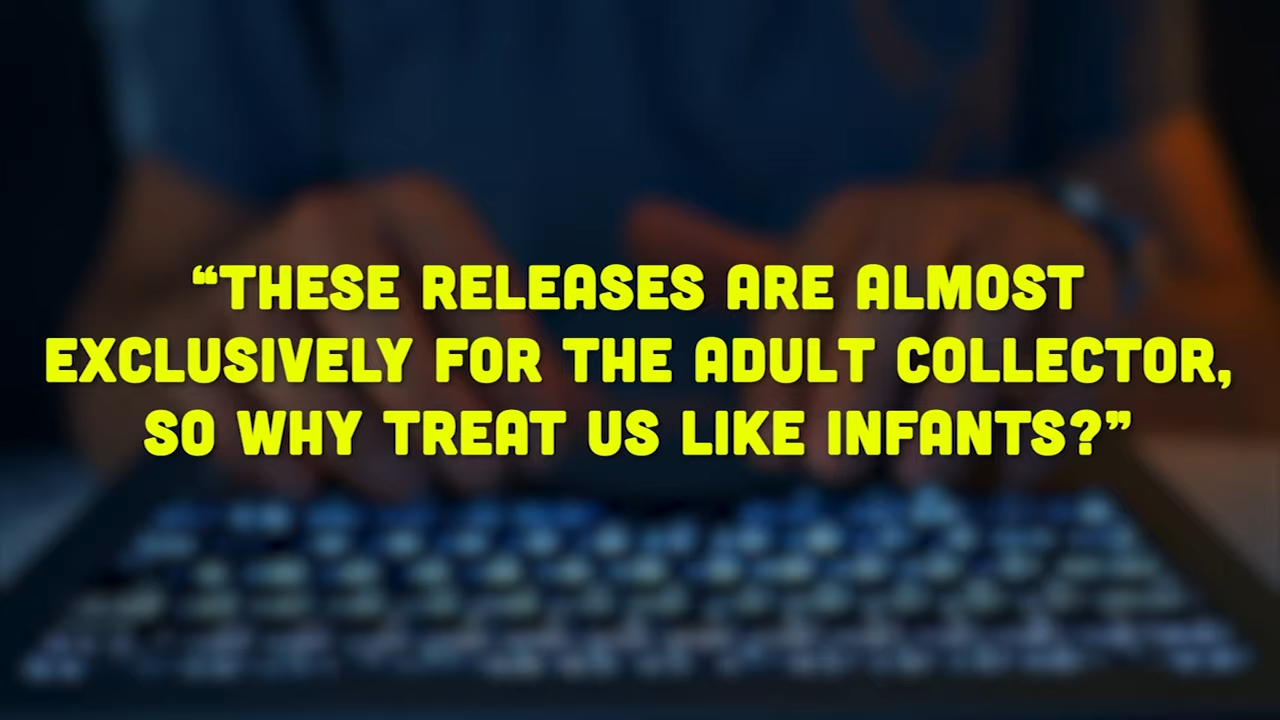 “THESE RELEASES ARE ALMOST
EXCLUSIVELY FOR THE ADULT COLLECTOR,
SO WHY TREAT US LIKE INFANTS?”